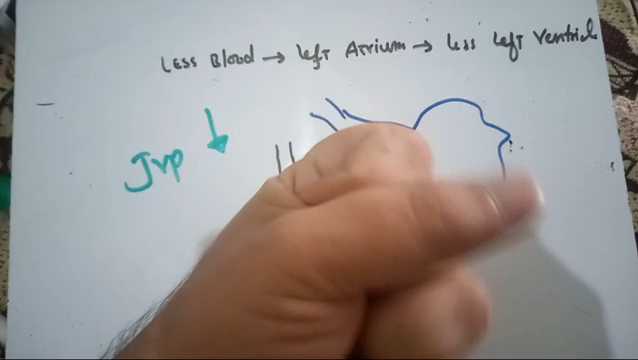 Less Blood → left Atrium → less left Ventricle
Jvp ↓